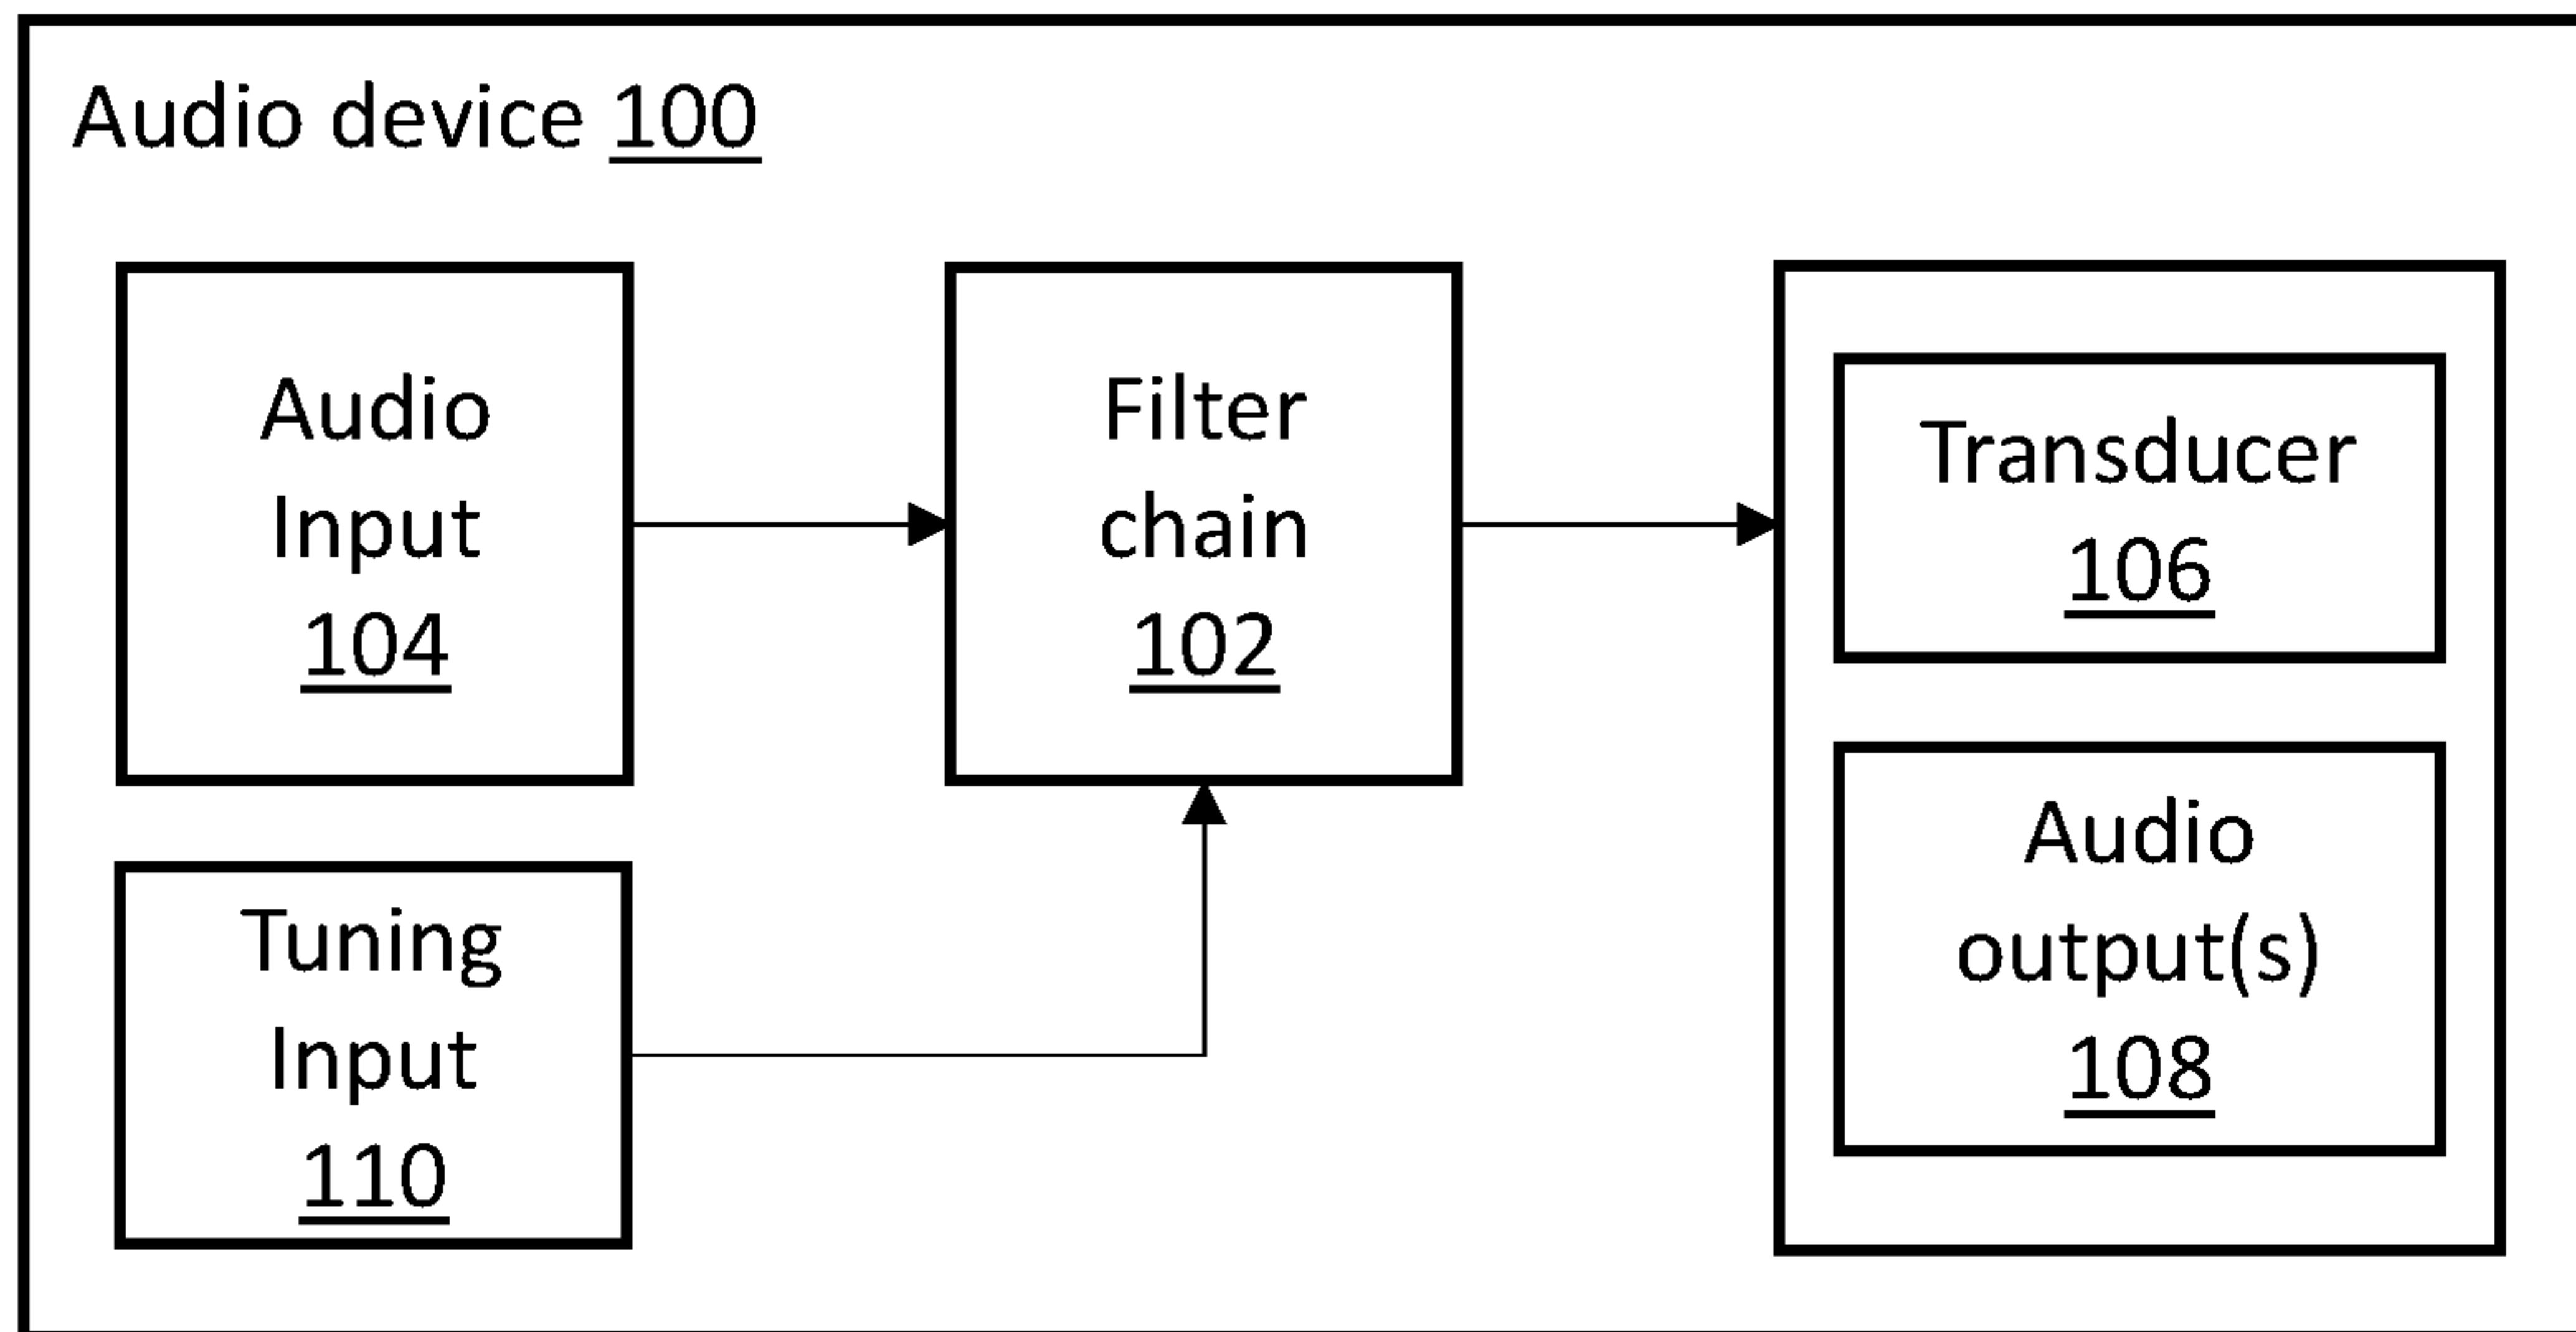 Audio device 100
Audio
Input
104
Filter
chain
102
Transducer
106
Audio
output(s)
108
Tuning
Input
110